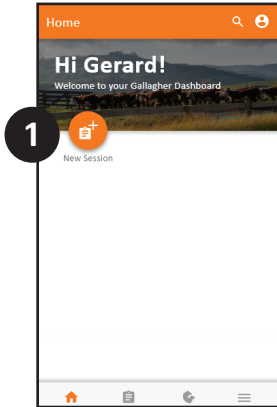 Home
Hi Gerard!
Welcome to your Gallagher Dashboard
1
New Session